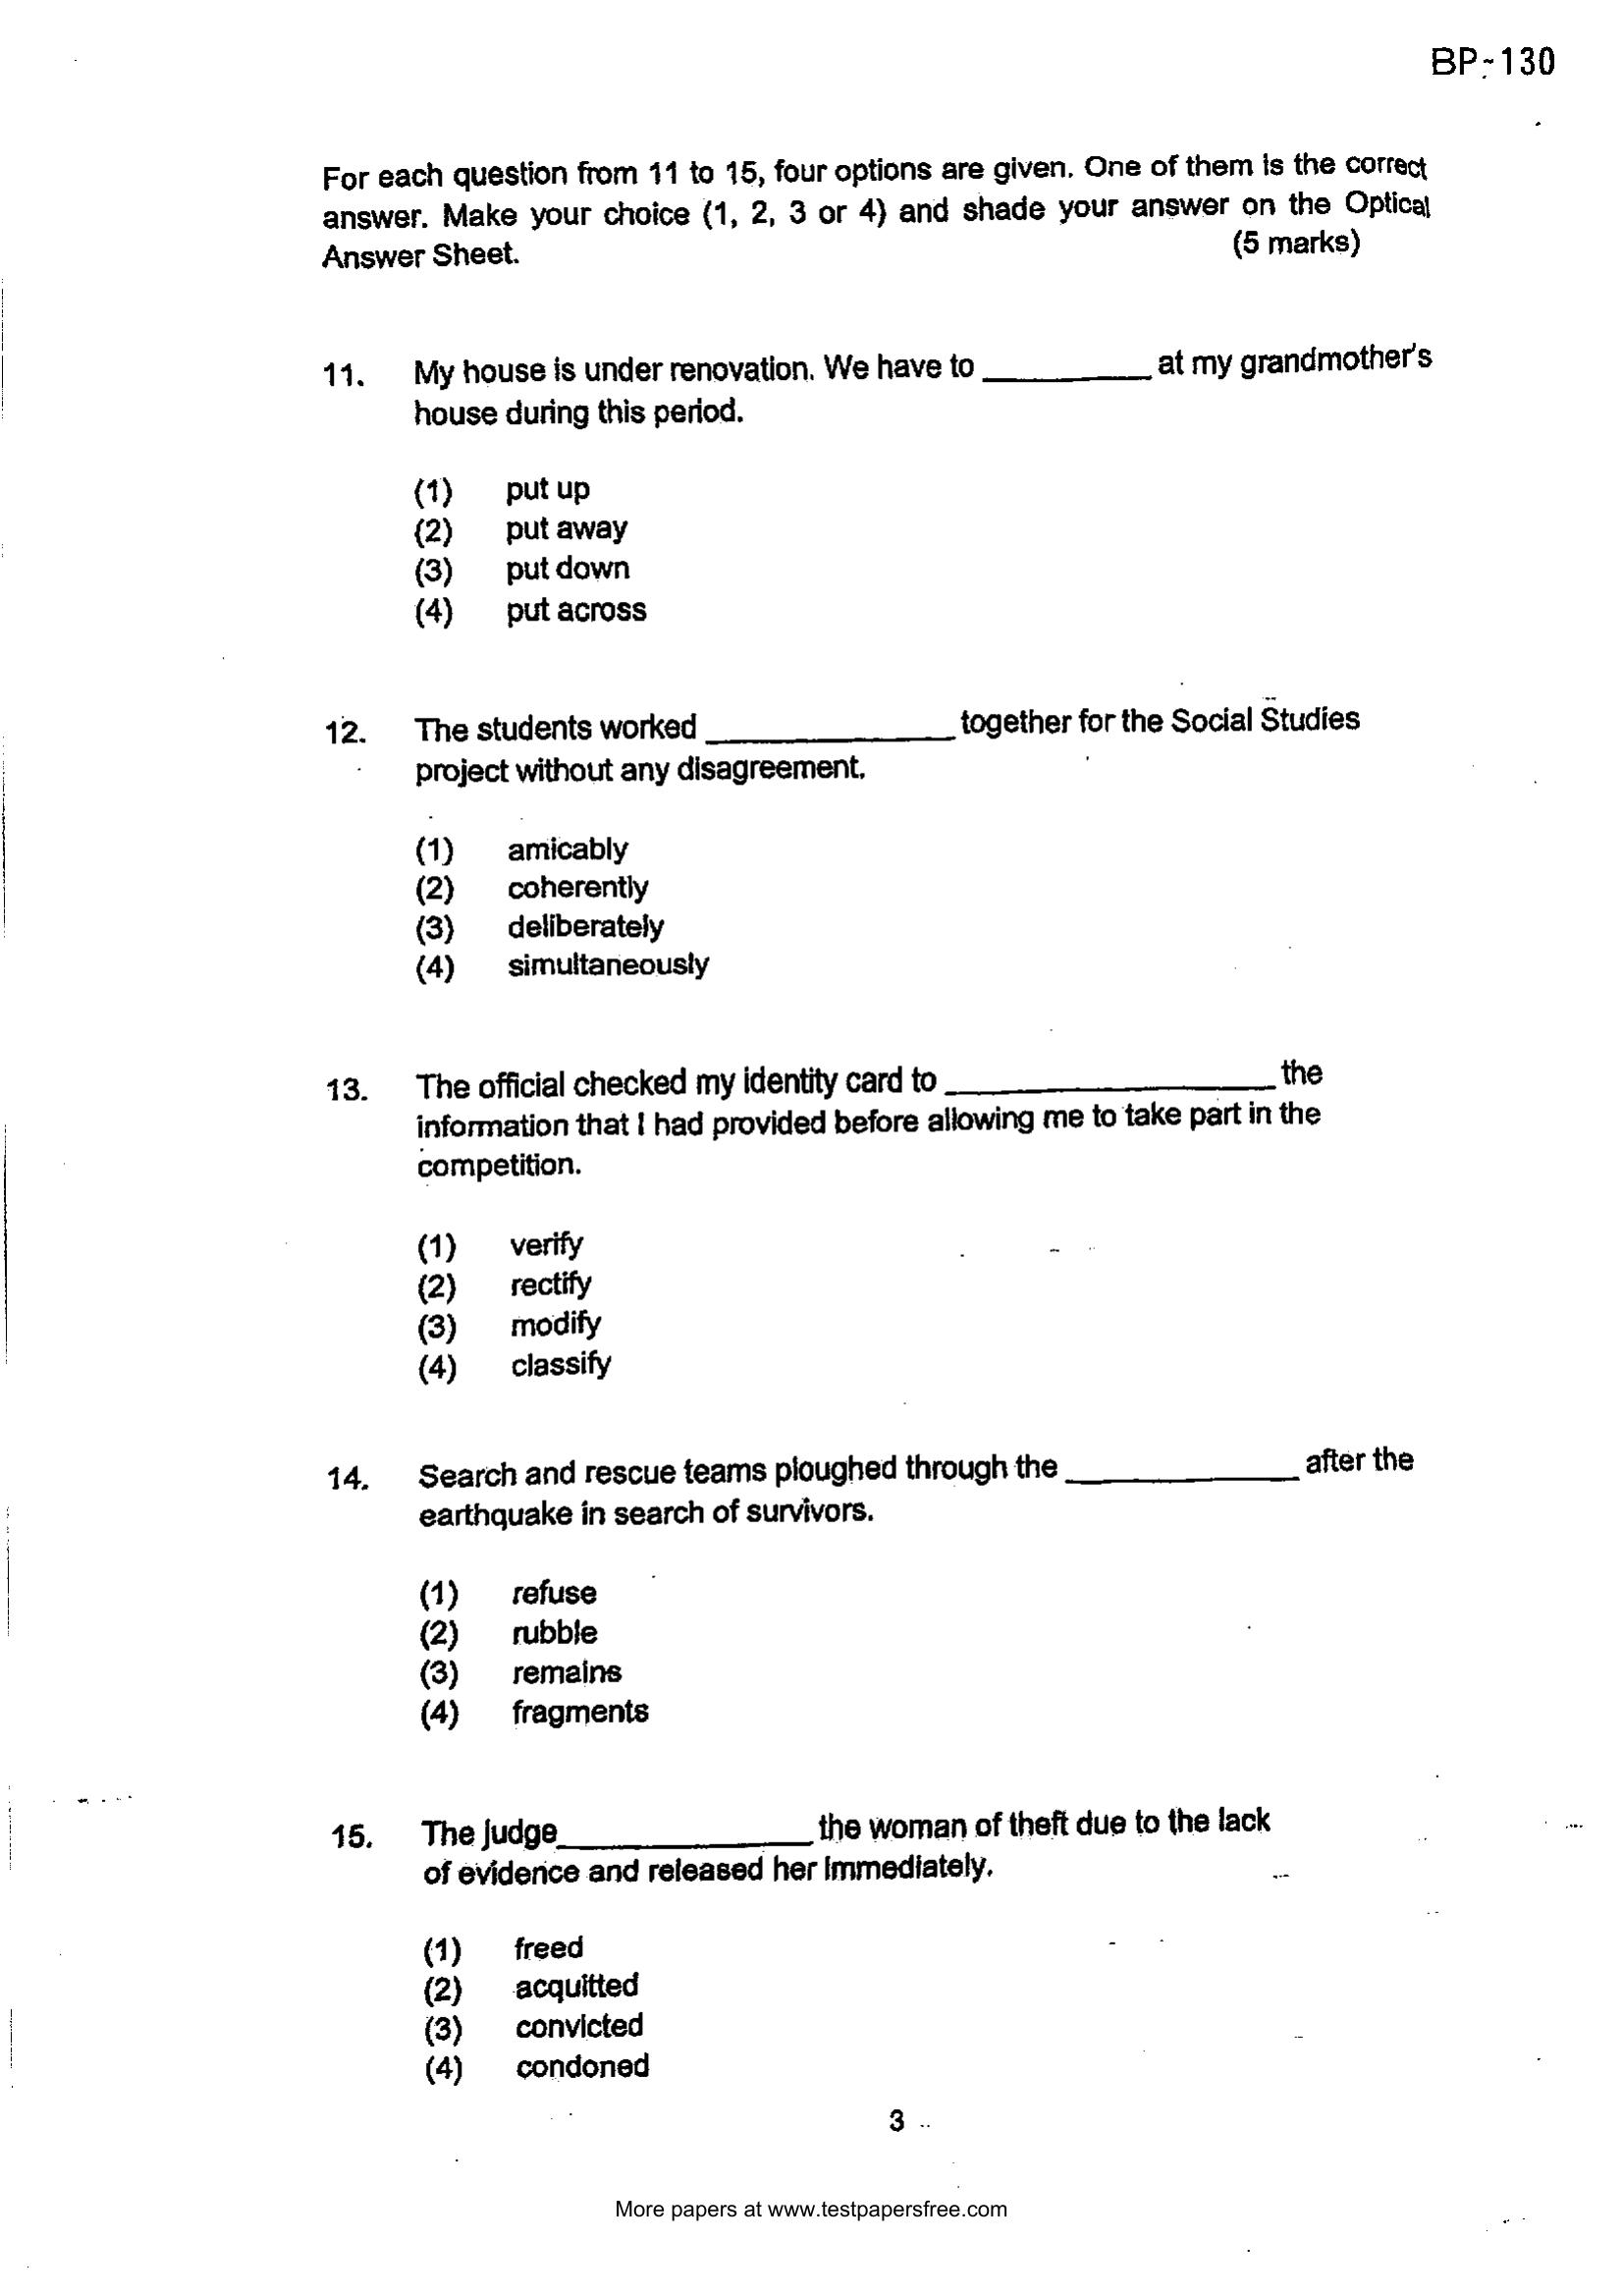 BP-130
For each question from 11 to 15, four options are given. One of them is the correct
answer. Make your choice (1, 2, 3 or 4) and shade your answer on the Optical
Answer Sheet. (5 marks)
11. My house is under renovation. We have to ________ at my grandmother's
house during this period.
(1) put up
(2) put away
(3) put down
(4) put across
12. The students worked ________ together for the Social Studies
project without any disagreement.
(1) amicably
(2) coherently
(3) deliberately
(4) simultaneously
13. The official checked my identity card to ________ the
information that I had provided before allowing me to take part in the
competition.
(1) verify
(2) rectify
(3) modify
(4) classify
14. Search and rescue teams ploughed through the ________ after the
earthquake in search of survivors.
(1) refuse
(2) rubble
(3) remains
(4) fragments
15. The judge ________ the woman of theft due to the lack
of evidence and released her immediately.
(1) freed
(2) acquitted
(3) convicted
(4) condoned
3
More papers at www.testpapersfree.com